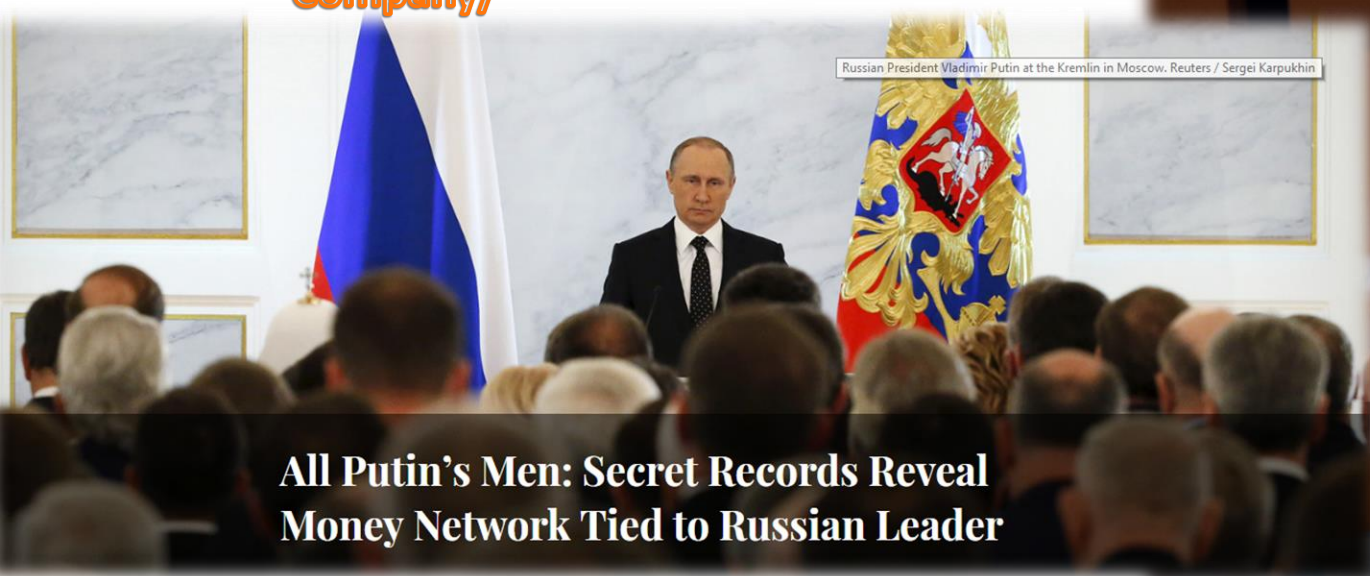 Company//
Russian President Vladimir Putin at the Kremlin in Moscow. Reuters / Sergei Karpukhin
All Putin's Men: Secret Records Reveal
Money Network Tied to Russian Leader